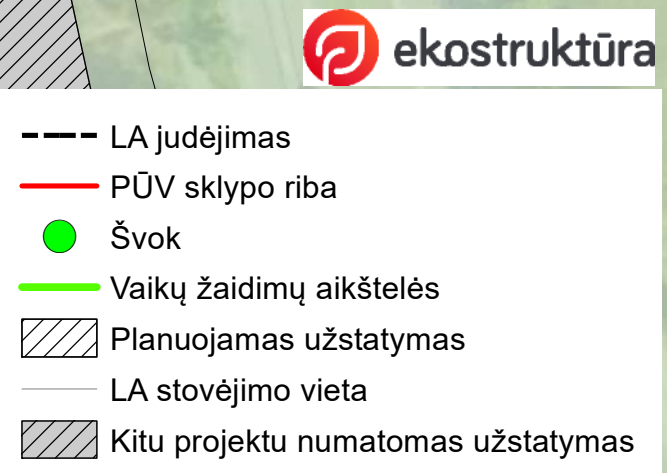 ekostruktūra
LA judėjimas
PŪV sklypo riba
Švok
Vaikų žaidimų aikštelės
Planuojamas užstatymas
LA stovėjimo vieta
Kitu projektu numatomas užstatymas